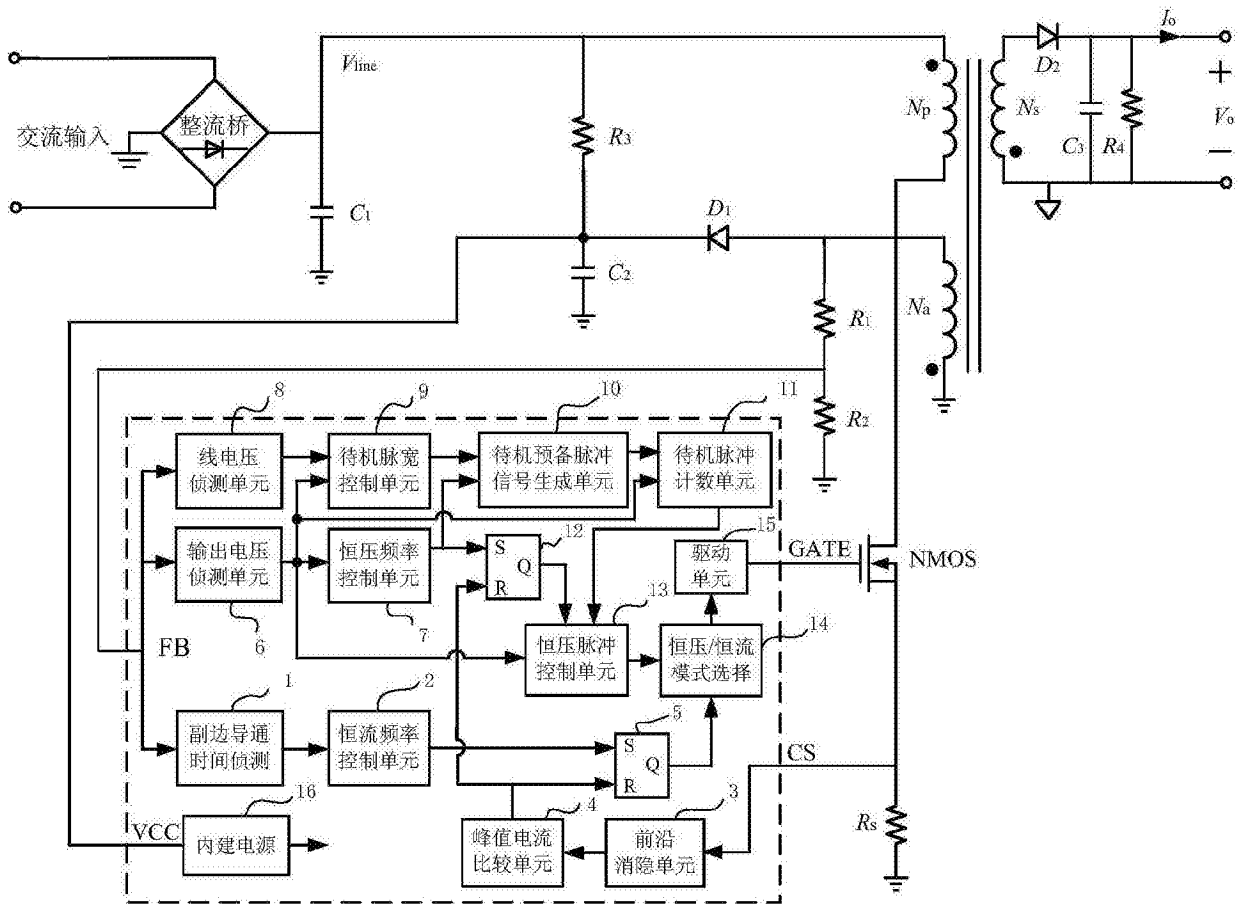 Io
Vline
D2
+
交流输入
整流桥
R3
Np
Ns
C3
R4
Vo
−
C1
D1
C2
R1
Na
R2
8
9
10
11
线电压
侦测单元
待机脉宽
控制单元
待机预备脉冲
信号生成单元
待机脉冲
计数单元
12
15
输出电压
侦测单元
恒压频率
控制单元
S
Q
R
驱动
单元
GATE
NMOS
6
7
13
14
FB
恒压脉冲
控制单元
恒压/恒流
模式选择
1
2
5
副边导通
时间侦测
恒流频率
控制单元
S
Q
R
CS
16
4
3
VCC
内建电源
峰值电流
比较单元
前沿
消隐单元
Rs